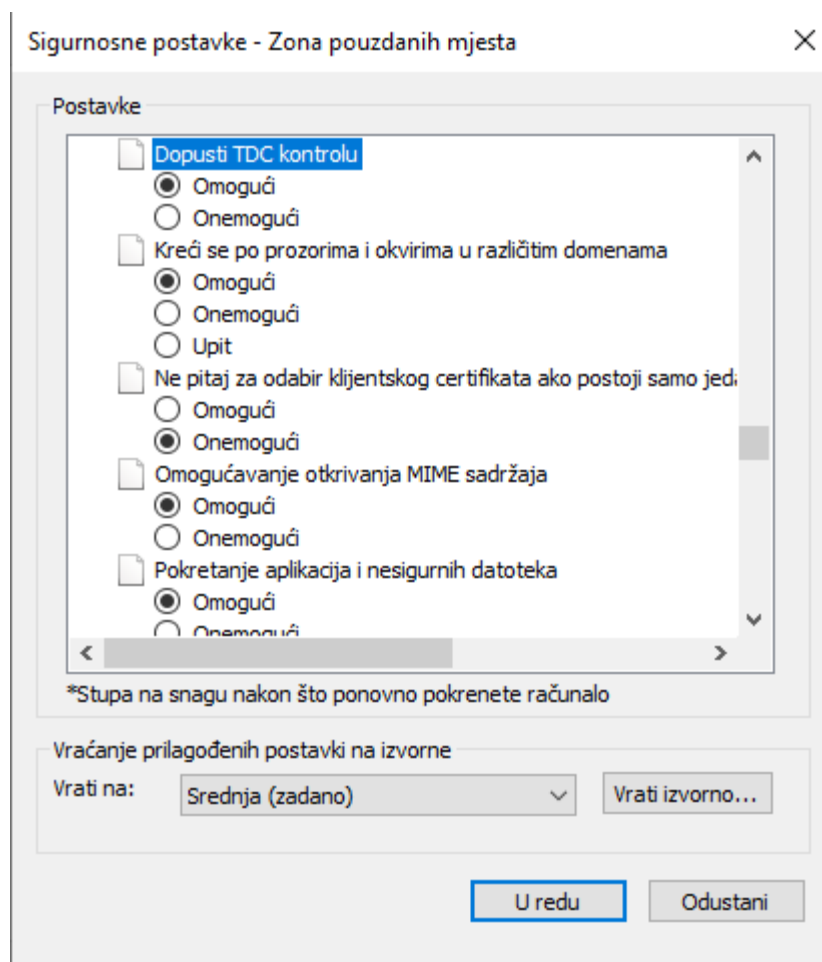 Sigurnosne postavke - Zona pouzdanih mjesta
Postavke
Dopusti TDC kontrolu
Omogući
Onemogući
Kreći se po prozorima i okvirima u različitim domenama
Omogući
Onemogući
Upit
Ne pitaj za odabir klijentskog certifikata ako postoji samo
Omogući
Onemogući
Omogućavanje otkrivanja MIME sadržaja
Omogući
Onemogući
Pokretanje aplikacija i nesigurnih datoteka
Omogući
Onemogući
*Stupa na snagu nakon što ponovno pokrenete računalo
Vraćanje prilagođenih postavki na izvorne
Vrati na: Srednja (zadano) Vrati izvorno...
U redu Odustani